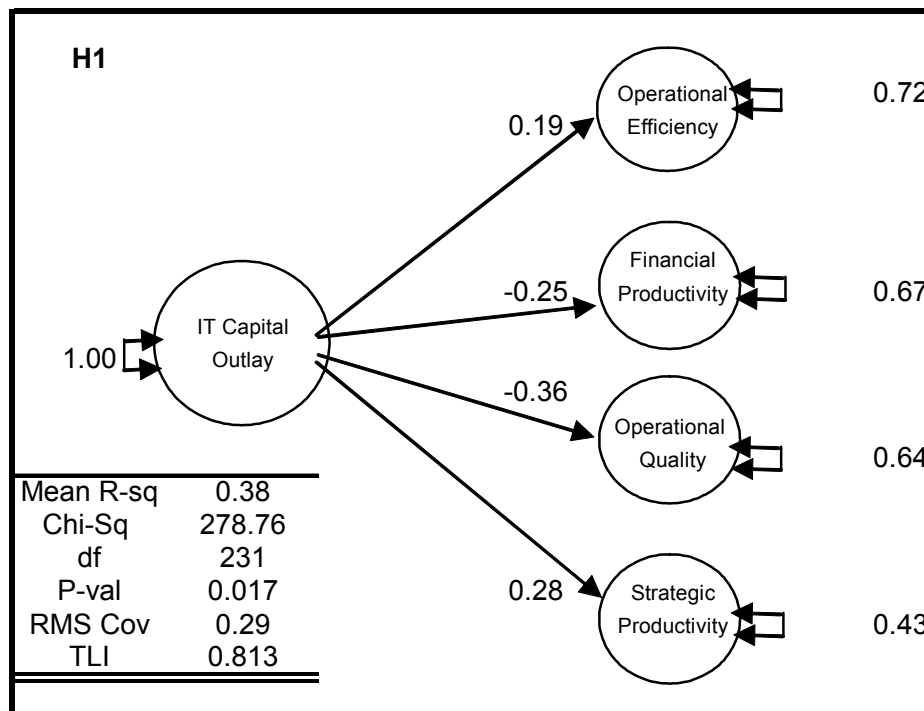 H1
Operational
Efficiency
0.72
0.19
Financial
Productivity
0.67
-0.25
IT Capital
Outlay
1.00
-0.36
Operational
Quality
0.64
0.28
Strategic
Productivity
0.43
Mean R-sq 0.38
Chi-Sq 278.76
df 231
P-val 0.017
RMS Cov 0.29
TLI 0.813